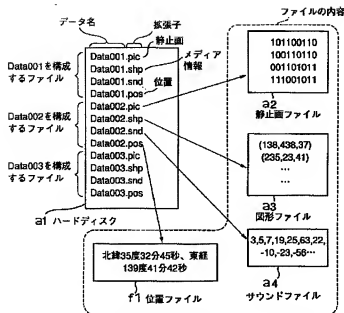 データ名
拡張子
静止画
メディア
情報
位置
Data001を構成
するファイル
Data002を構成
するファイル
Data003を構成
するファイル
Data001.pic
Data001.shp
Data001.snd
Data001.pos
Data002.pic
Data002.shp
Data002.snd
Data002.pos
Data003.pic
Data003.shp
Data003.snd
Data003.pos
a1 ハードディスク
ファイルの内容
101100110
100110110
001101011
111001011
a2
静止画ファイル
(138,438,37)
(235,23,41)
…
…
a3
図形ファイル
3,5,7,19,25,63,22,
-10,-23,-56…
a4
サウンドファイル
北緯35度32分45秒、東経
139度41分42秒
f1 位置ファイル